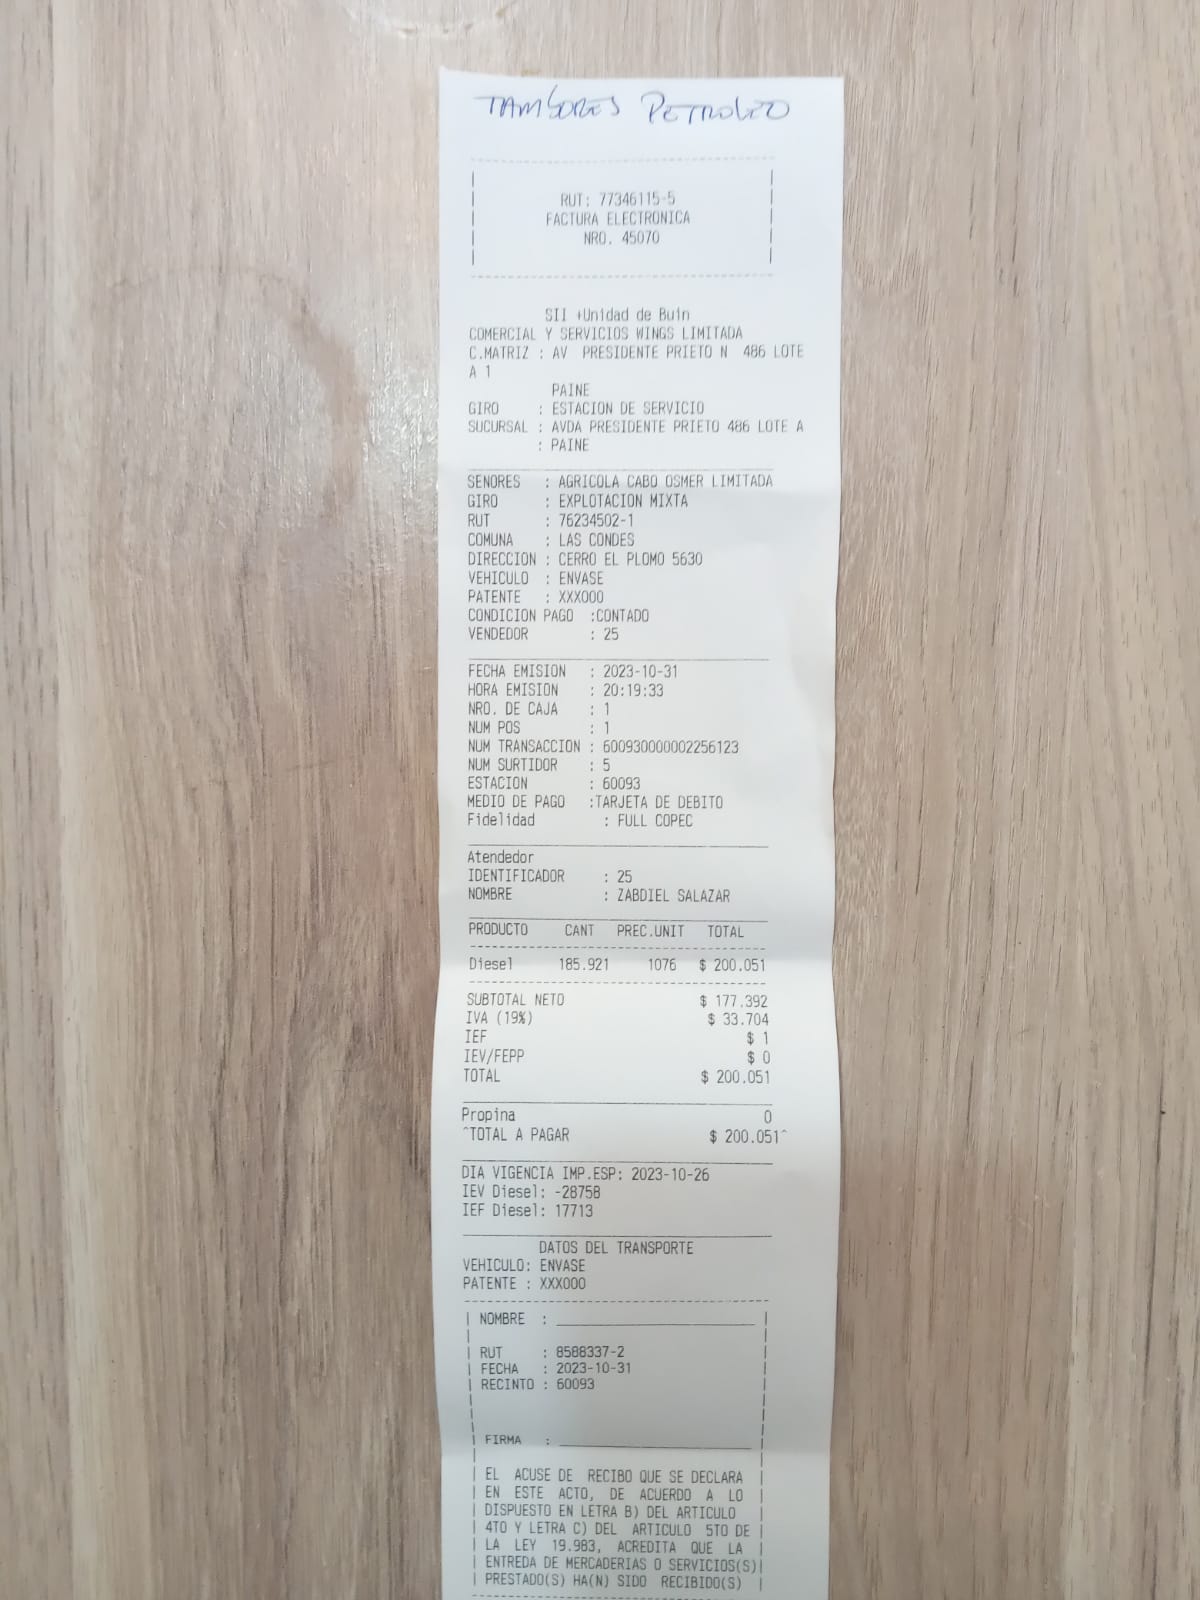 TAMBORES PETROLEO
RUT: 77346115-5
FACTURA ELECTRONICA
NRO. 45070
SII +Unidad de Buin
COMERCIAL Y SERVICIOS WINGS LIMITADA
C.MATRIZ : AV PRESIDENTE PRIETO N 486 LOTE
A 1
PAINE
GIRO : ESTACION DE SERVICIO
SUCURSAL : AVDA PRESIDENTE PRIETO 486 LOTE A
: PAINE
SENORES : AGRICOLA CABO OSMER LIMITADA
GIRO : EXPLOTACION MIXTA
RUT : 76234502-1
COMUNA : LAS CONDES
DIRECCION : CERRO EL PLOMO 5630
VEHICULO : ENVASE
PATENTE : XXX000
CONDICION PAGO :CONTADO
VENDEDOR : 25
FECHA EMISION : 2023-10-31
HORA EMISION : 20:19:33
NRO. DE CAJA : 1
NUM POS : 1
NUM TRANSACCION : 600930000002256123
NUM SURTIDOR : 5
ESTACION : 60093
MEDIO DE PAGO :TARJETA DE DEBITO
Fidelidad : FULL COPEC
Atendedor
IDENTIFICADOR : 25
NOMBRE : ZABDIEL SALAZAR
PRODUCTO CANT PREC.UNIT TOTAL
Diesel 185.921 1076 $ 200.051
SUBTOTAL NETO $ 177.392
IVA (19%) $ 33.704
IEF $ 1
IEV/FEPP $ 0
TOTAL $ 200.051
Propina 0
^TOTAL A PAGAR $ 200.051^
DIA VIGENCIA IMP.ESP: 2023-10-26
IEV Diesel: -28758
IEF Diesel: 17713
DATOS DEL TRANSPORTE
VEHICULO: ENVASE
PATENTE : XXX000
NOMBRE :
RUT : 8588337-2
FECHA : 2023-10-31
RECINTO : 60093
FIRMA :
EL ACUSE DE RECIBO QUE SE DECLARA
EN ESTE ACTO, DE ACUERDO A LO
DISPUESTO EN LETRA B) DEL ARTICULO
4TO Y LETRA C) DEL ARTICULO 5TO DE
LA LEY 19.983, ACREDITA QUE LA
ENTREDA DE MERCADERIAS O SERVICIOS(S)
PRESTADO(S) HA(N) SIDO RECIBIDO(S)